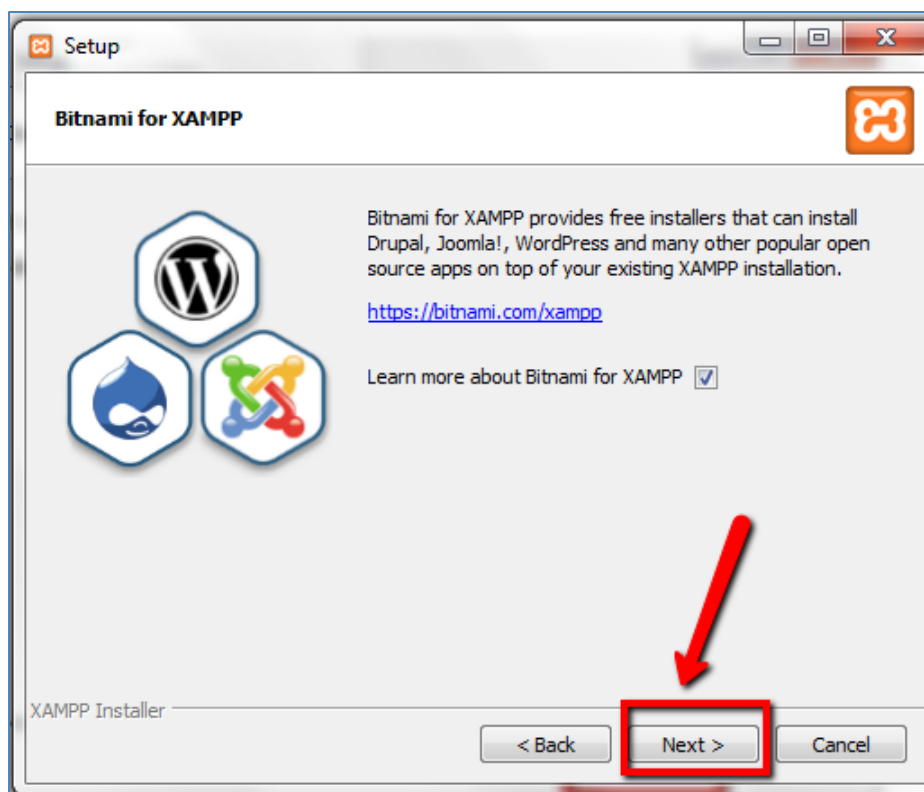 Setup
Bitnami for XAMPP
Bitnami for XAMPP provides free installers that can install
Drupal, Joomla!, WordPress and many other popular open
source apps on top of your existing XAMPP installation.
https://bitnami.com/xampp
Learn more about Bitnami for XAMPP
XAMPP Installer
< Back
Next >
Cancel